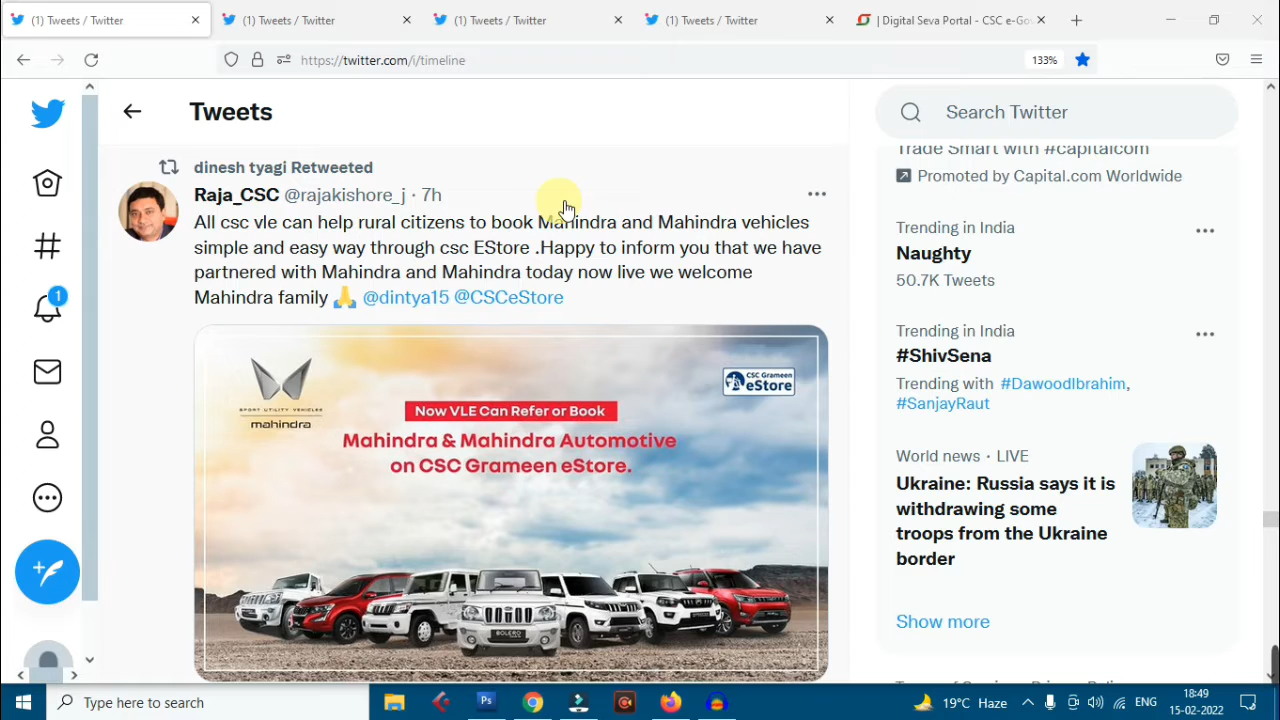 (1) Tweets / Twitter
(1) Tweets / Twitter
(1) Tweets / Twitter
(1) Tweets / Twitter
| Digital Seva Portal - CSC e-Gov
https://twitter.com/i/timeline
133%
Tweets
Search Twitter
dinesh tyagi Retweeted
Raja_CSC @rajakishore_j · 7h
All csc vle can help rural citizens to book Mahindra and Mahindra vehicles
simple and easy way through csc EStore .Happy to inform you that we have
partnered with Mahindra and Mahindra today now live we welcome
Mahindra family 🙏 @dintya15 @CSCeStore
SPORT UTILITY VEHICLES
mahindra
CSC Grameen
eStore
Now VLE Can Refer or Book
Mahindra & Mahindra Automotive
on CSC Grameen eStore.
BOLERO
1
Trade Smart with #capitalcom
Promoted by Capital.com Worldwide
Trending in India
Naughty
50.7K Tweets
Trending in India
#ShivSena
Trending with #DawoodIbrahim,
#SanjayRaut
World news · LIVE
Ukraine: Russia says it is
withdrawing some
troops from the Ukraine
border
Show more
Type here to search
Ps
19°C Haze
ENG
18:49
15-02-2022